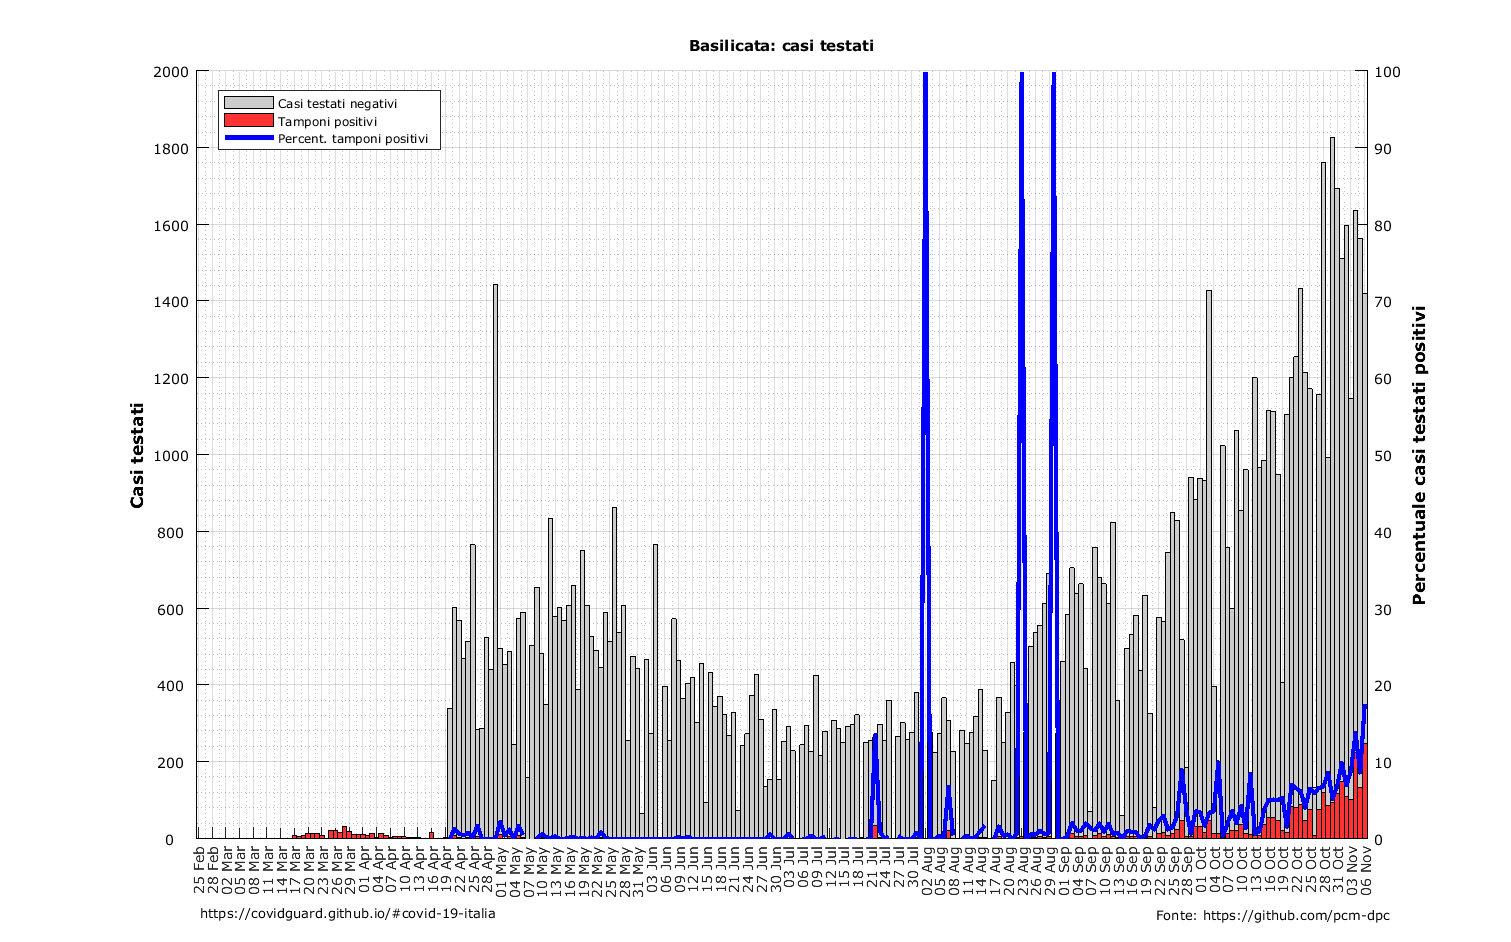 Basilicata: casi testati
Casi testati negativi
Tamponi positivi
Percent. tamponi positivi
Casi testati
2000
1800
1600
1400
1200
1000
800
600
400
200
0
100
90
80
70
60
50
40
30
20
10
0
Percentuale casi testati positivi
25 Feb
28 Feb
02 Mar
05 Mar
08 Mar
11 Mar
14 Mar
17 Mar
20 Mar
23 Mar
26 Mar
29 Mar
01 Apr
04 Apr
07 Apr
10 Apr
13 Apr
16 Apr
19 Apr
22 Apr
25 Apr
28 Apr
01 May
04 May
07 May
10 May
13 May
16 May
19 May
22 May
25 May
28 May
31 May
03 Jun
06 Jun
09 Jun
12 Jun
15 Jun
18 Jun
21 Jun
24 Jun
27 Jun
30 Jun
03 Jul
06 Jul
09 Jul
12 Jul
15 Jul
18 Jul
21 Jul
24 Jul
27 Jul
30 Jul
02 Aug
05 Aug
08 Aug
11 Aug
14 Aug
17 Aug
20 Aug
23 Aug
26 Aug
29 Aug
01 Sep
04 Sep
07 Sep
10 Sep
13 Sep
16 Sep
19 Sep
22 Sep
25 Sep
28 Sep
01 Oct
04 Oct
07 Oct
10 Oct
13 Oct
16 Oct
19 Oct
22 Oct
25 Oct
28 Oct
31 Oct
03 Nov
06 Nov
https://covidguard.github.io/#covid-19-italia
Fonte: https://github.com/pcm-dpc